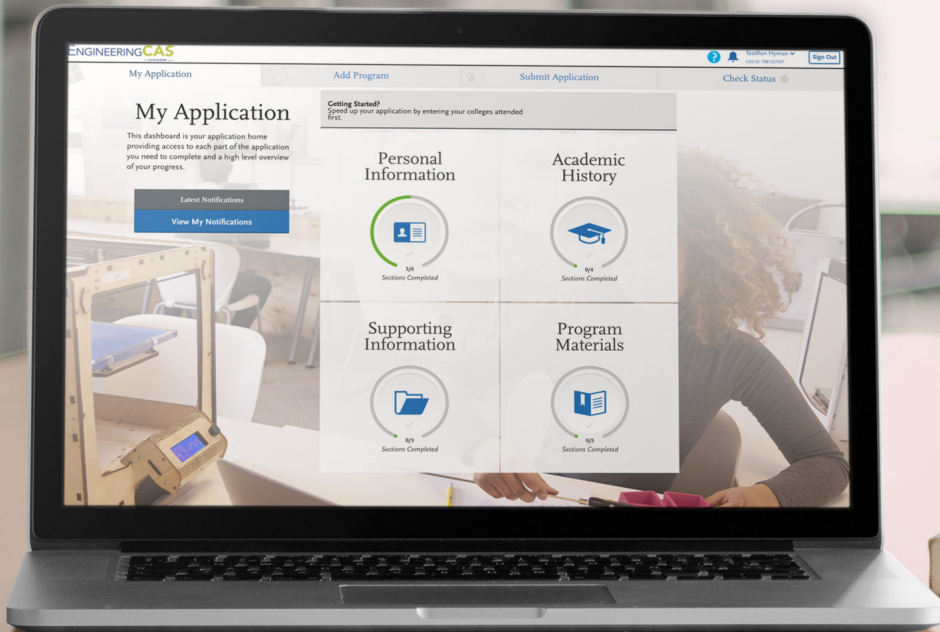 ENGINEERINGCAS
TestRun Hyman
Sign Out
My Application
Add Program
Submit Application
Check Status
My Application
This dashboard is your application home
providing access to each part of the application
you need to complete and a high level overview
of your progress.
Latest Notifications
View My Notifications
Getting Started?
Speed up your application by entering your colleges attended
first.
Personal
Information
3/6
Sections Completed
Academic
History
0/4
Sections Completed
Supporting
Information
0/3
Sections Completed
Program
Materials
0/5
Sections Completed